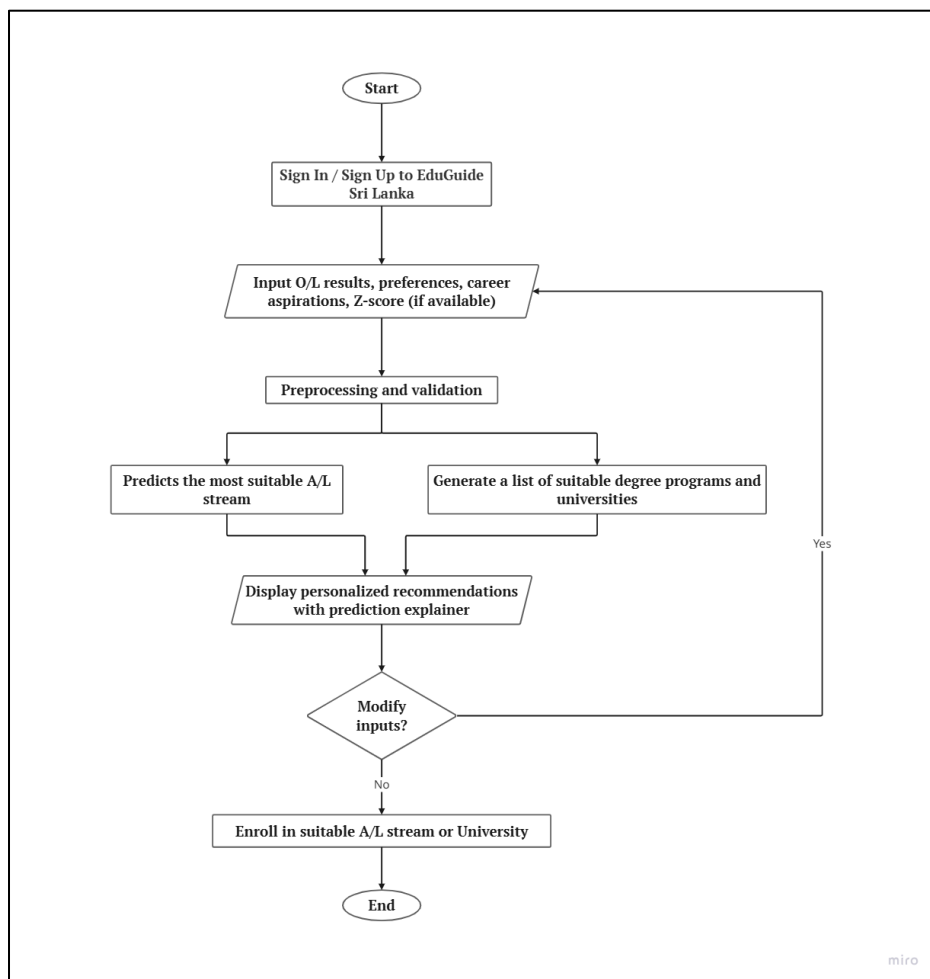 Start
Sign In / Sign Up to EduGuide
Sri Lanka
Input O/L results, preferences, career
aspirations, Z-score (if available)
Preprocessing and validation
Predicts the most suitable A/L
stream
Generate a list of suitable degree programs and
universities
Yes
Display personalized recommendations
with prediction explainer
Modify
inputs?
No
Enroll in suitable A/L stream or University
End
miro